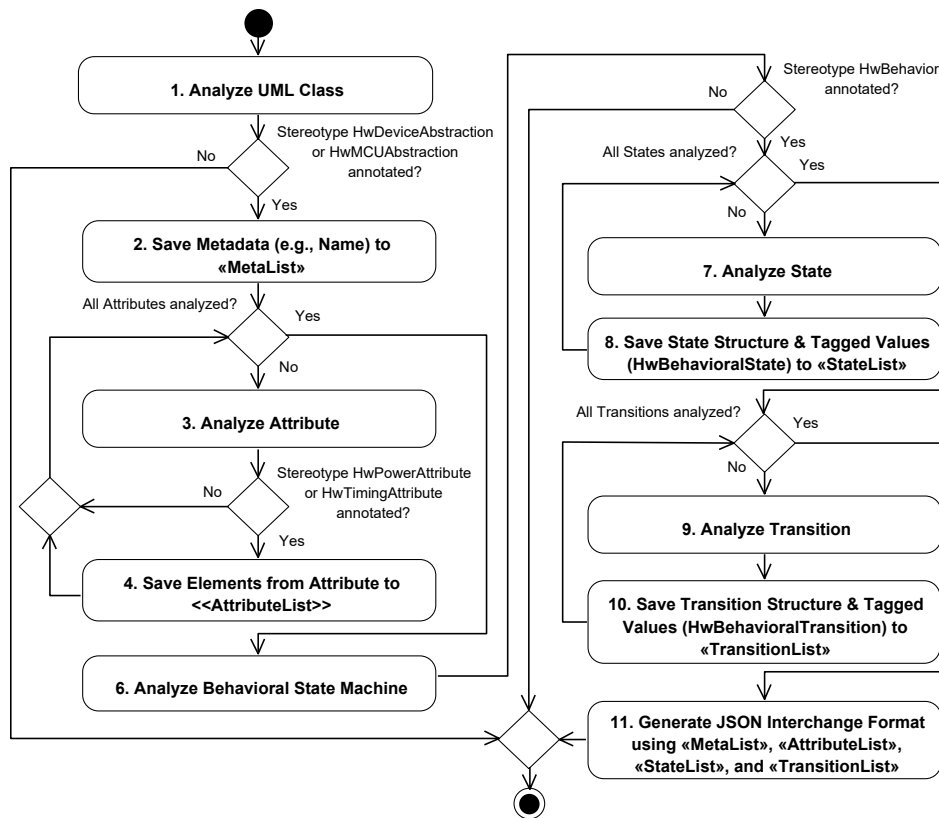 1. Analyze UML Class
Stereotype HwDeviceAbstraction
or HwMCUAbstraction
annotated?
No
Yes
2. Save Metadata (e.g., Name) to
«MetaList»
All Attributes analyzed?
Yes
No
3. Analyze Attribute
Stereotype HwPowerAttribute
or HwTimingAttribute
annotated?
No
Yes
4. Save Elements from Attribute to
<<AttributeList>>
6. Analyze Behavioral State Machine
Stereotype HwBehavior
annotated?
No
Yes
All States analyzed?
Yes
No
7. Analyze State
8. Save State Structure & Tagged Values
(HwBehavioralState) to «StateList»
All Transitions analyzed?
Yes
No
9. Analyze Transition
10. Save Transition Structure & Tagged
Values (HwBehavioralTransition) to
«TransitionList»
11. Generate JSON Interchange Format
using «MetaList», «AttributeList»,
«StateList», and «TransitionList»